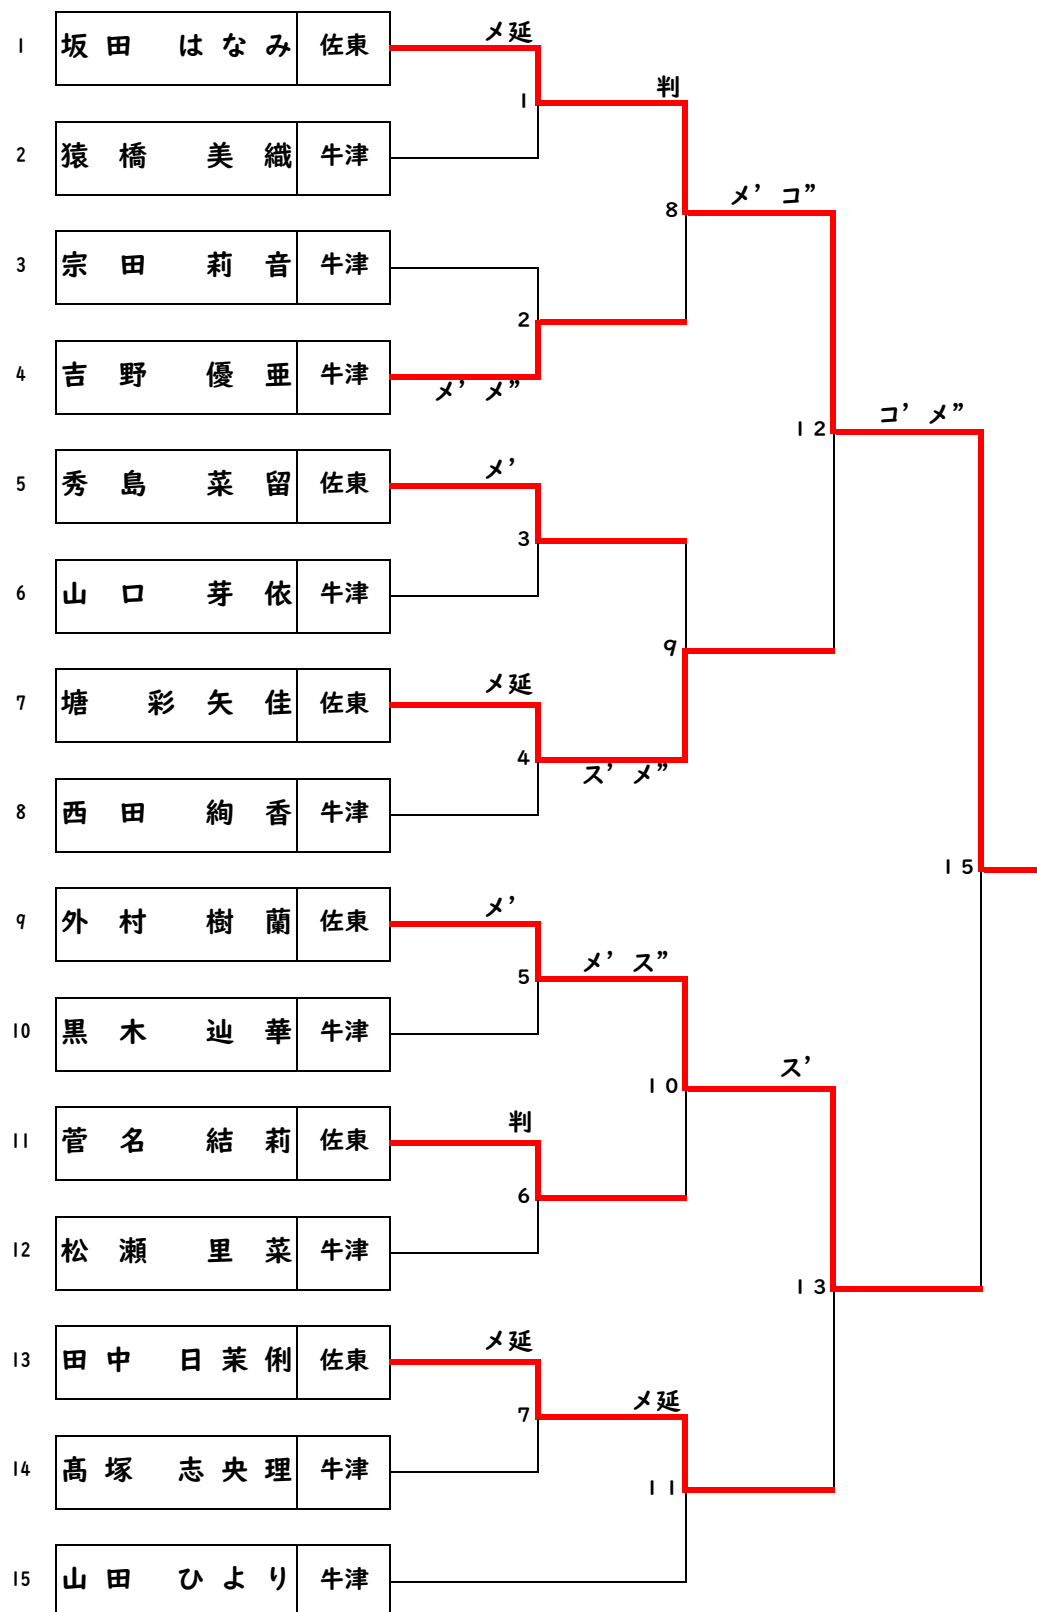 メ延
1 坂田 はなみ 佐東
判
1
2 猿橋 美織 牛津
メ’ コ”
8
3 宗田 莉音 牛津
2
4 吉野 優亜 牛津
メ’ メ”
コ’ メ”
12
メ’
5 秀島 菜留 佐東
3
6 山口 芽依 牛津
9
メ延
7 塘 彩矢佳 佐東
4
ス’ メ”
8 西田 絢香 牛津
15
メ’
9 外村 樹蘭 佐東
メ’ ス”
5
10 黒木 辿華 牛津
ス’
10
判
11 菅名 結莉 佐東
6
12 松瀬 里菜 牛津
13
メ延
13 田中 日茉俐 佐東
メ延
7
14 髙塚 志央理 牛津
11
15 山田 ひより 牛津